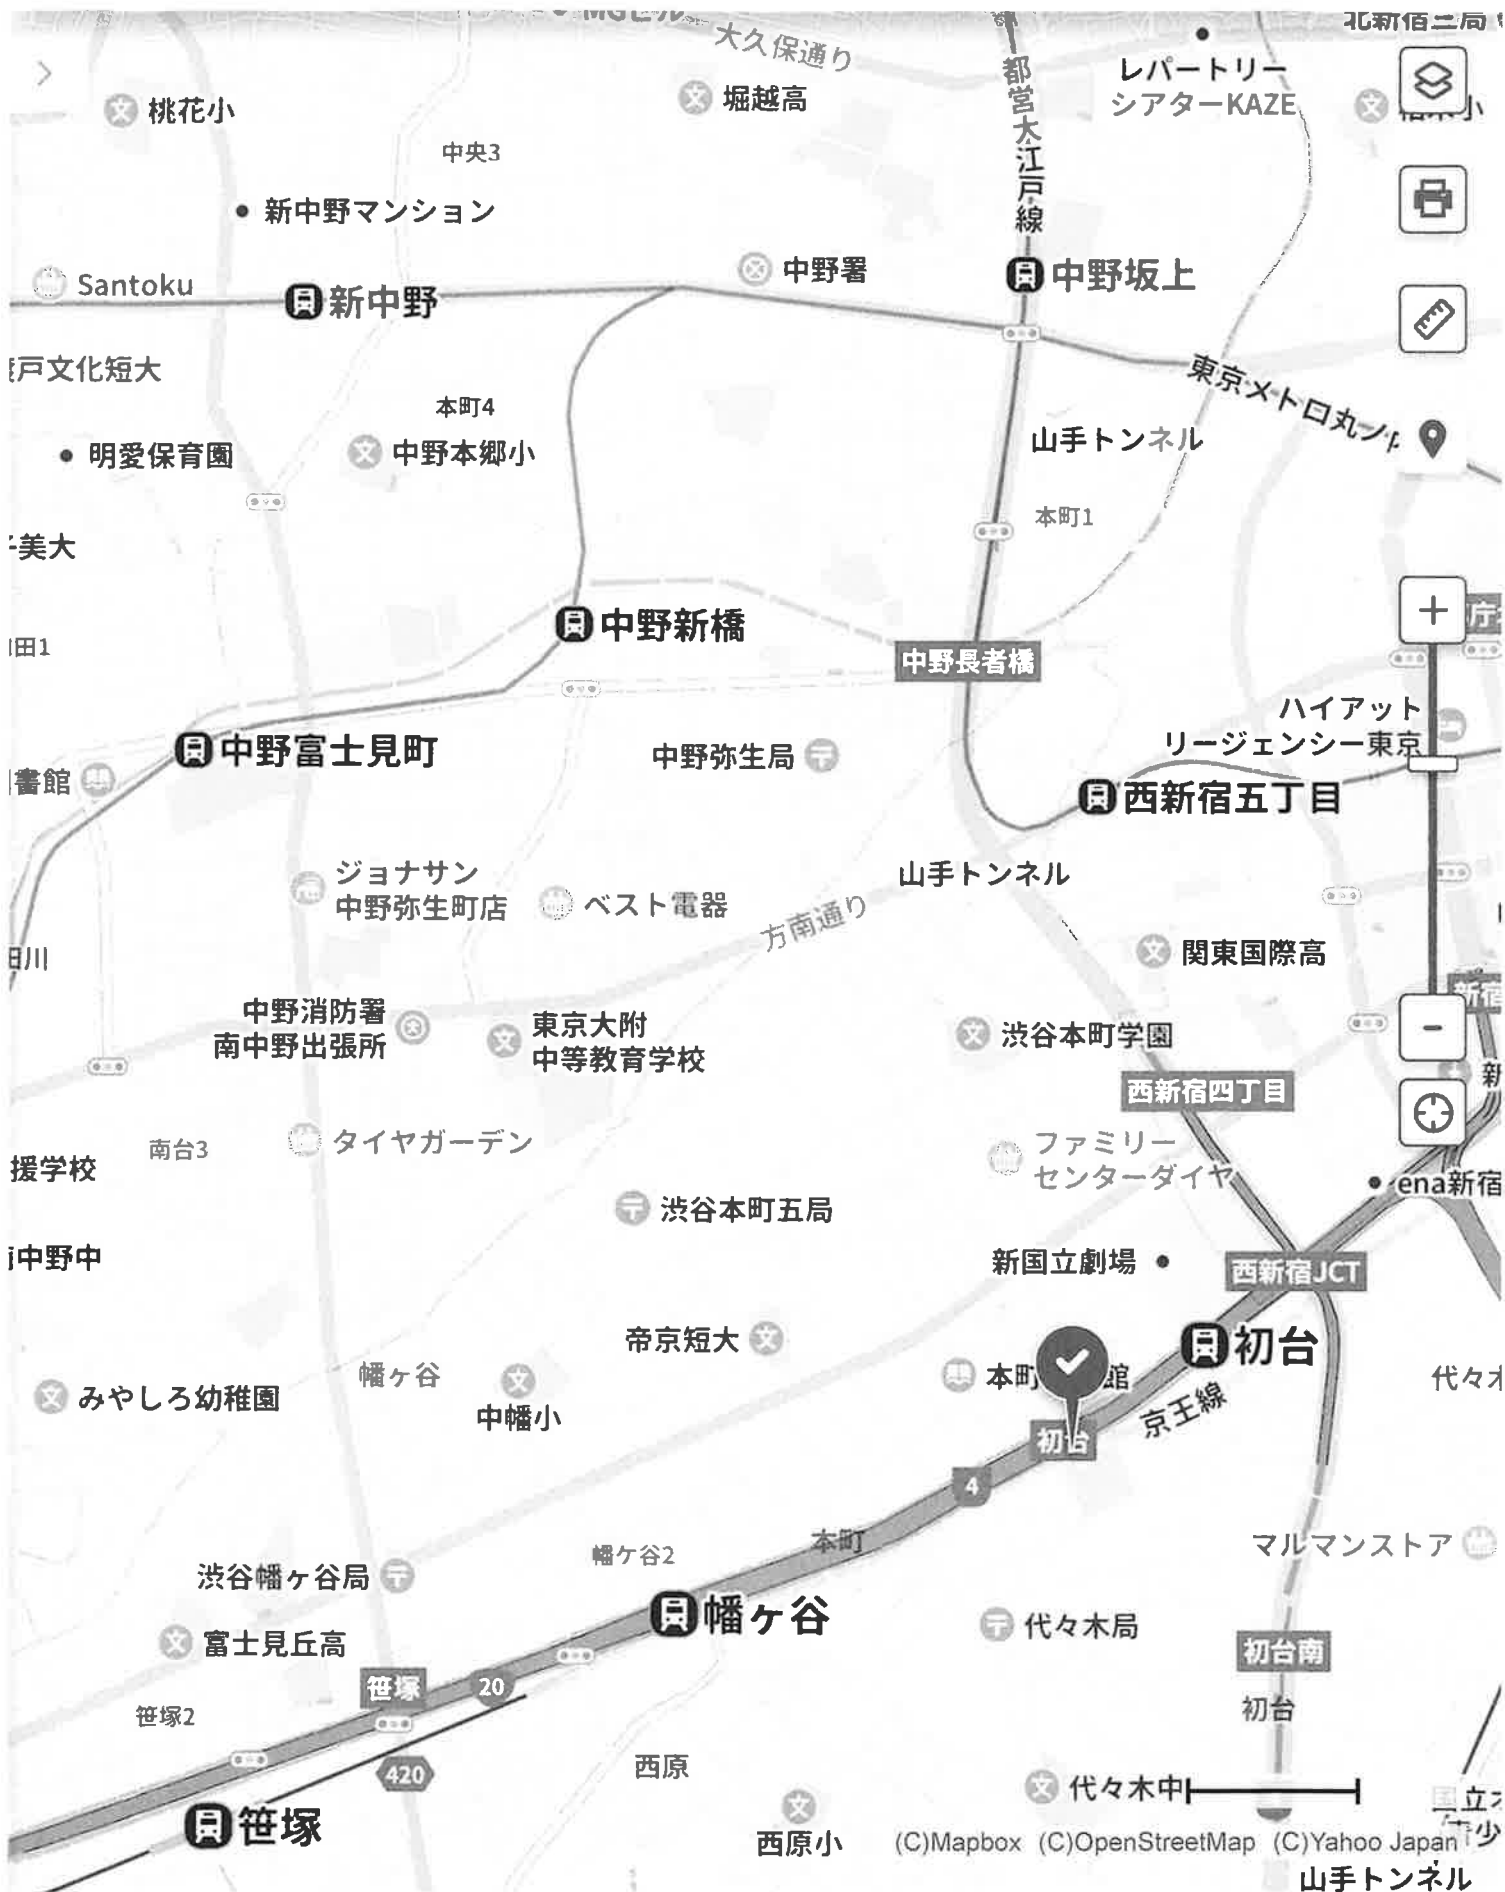 大久保通り
桃花小
堀越高
レパートリー
シアターKAZE
都営大江戸線
中央3
新中野マンション
Santoku
新中野
中野署
中野坂上
戸文化短大
本町4
明愛保育園
中野本郷小
山手トンネル
東京メトロ丸ノ
本町1
美大
中野新橋
田1
中野長者橋
ハイアット
リージェンシー東京
中野富士見町
中野弥生局
書館
西新宿五丁目
ジョナサン
中野弥生町店
ベスト電器
山手トンネル
方南通り
関東国際高
川
新宿
中野消防署
南中野出張所
東京大附
中等教育学校
渋谷本町学園
西新宿四丁目
新
南台3
タイヤガーデン
ファミリー
センターダイヤ
援学校
ena新宿
渋谷本町五局
中野中
新国立劇場
西新宿JCT
帝京短大
初台
幡ヶ谷
本町
館
代々木
みやしろ幼稚園
中幡小
京王線
初台
4
本町
幡ケ谷2
マルマンストア
渋谷幡ヶ谷局
幡ヶ谷
代々木局
富士見丘高
初台南
笹塚
20
笹塚2
初台
420
西原
代々木中
笹塚
西原小
(C)Mapbox (C)OpenStreetMap (C)Yahoo Japan
山手トンネル